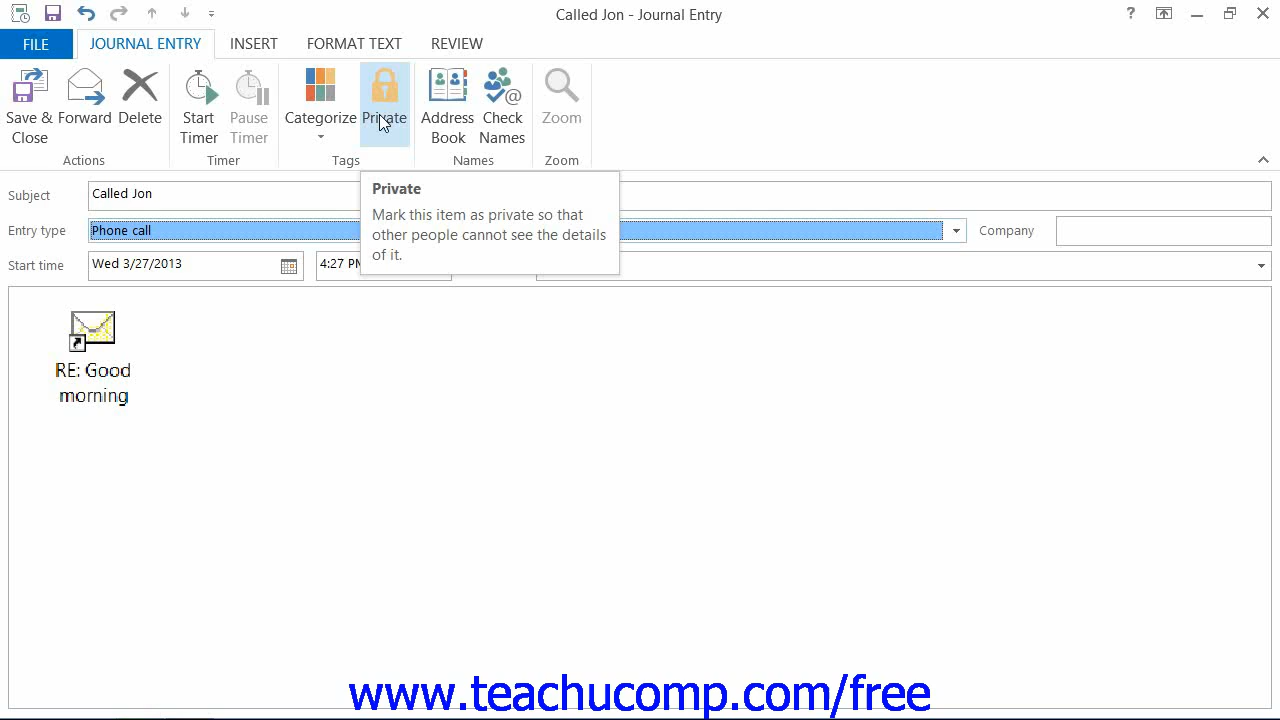 Called Jon - Journal Entry
?
FILE JOURNAL ENTRY INSERT FORMAT TEXT REVIEW
Save & Close Forward Delete Start Timer Pause Timer Categorize Private Address Book Check Names Zoom
Actions Timer Tags Names Zoom
Subject Called Jon
Private
Mark this item as private so that
other people cannot see the details
of it.
Entry type Phone call Company
Start time Wed 3/27/2013 4:27 PM
RE: Good
morning
www.teachucomp.com/free